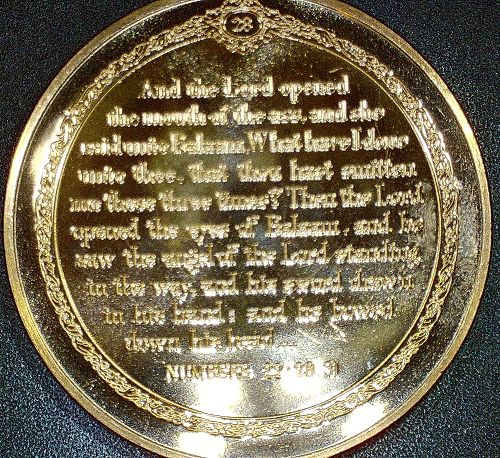 28
And the Lord opened
the mouth of the ass, and she
said unto Balaam, What have I done
unto thee, that thou hast smitten
me these three times? Then the Lord
opened the eyes of Balaam, and he
saw the angel of the Lord standing
in the way, and his sword drawn
in his hand: and he bowed
down his head...
NUMBERS 22·28,31